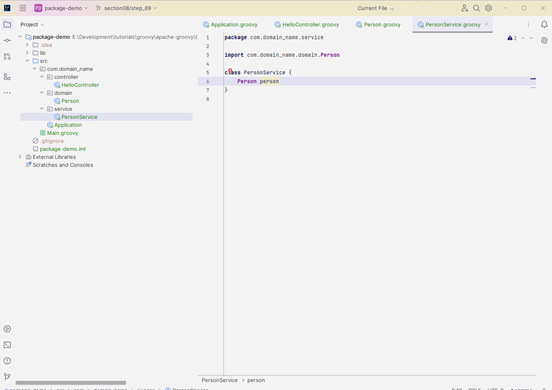 PD package-demo section08/step_69 Current File
Project
Application.groovy HelloController.groovy Person.groovy PersonService.groovy
package-demo E:\Development\tutorials\groovy\apache-groovy\
.idea
lib
src
com.domain_name
controller
HelloController
domain
Person
service
PersonService
Application
Main.groovy
.gitignore
package-demo.iml
External Libraries
Scratches and Consoles
1 package com.domain_name.service
2
3 import com.domain_name.domain.Person
4
5 class PersonService {
6 Person person
7 }
8
2
PersonService > person